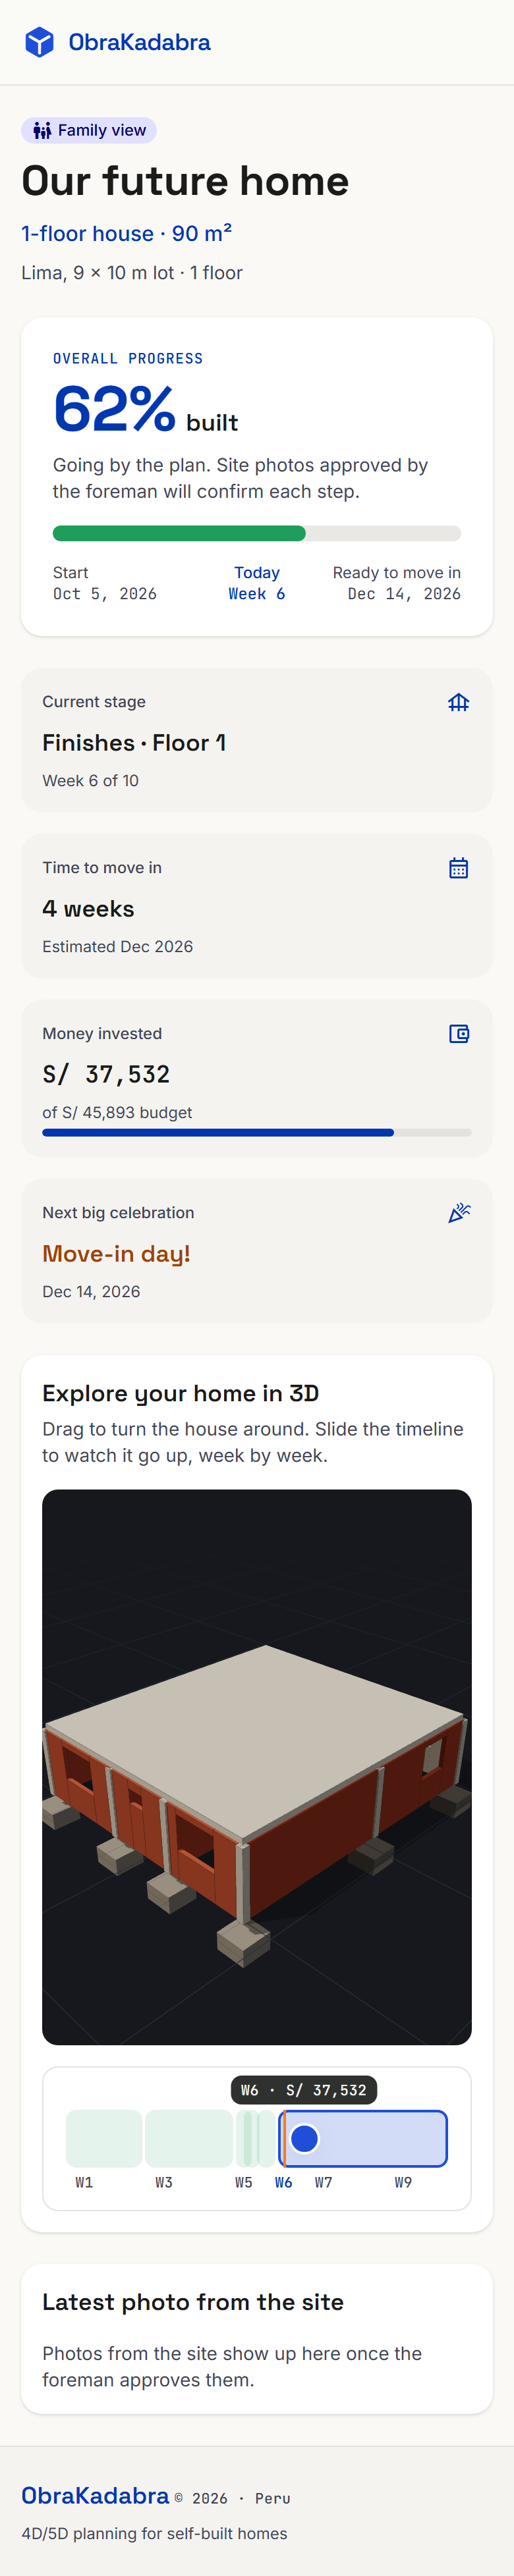 ObraKadabra
Family view
Our future home
1-floor house · 90 m²
Lima, 9 × 10 m lot · 1 floor
OVERALL PROGRESS
62% built
Going by the plan. Site photos approved by
the foreman will confirm each step.
Start
Oct 5, 2026
Today
Week 6
Ready to move in
Dec 14, 2026
Current stage
Finishes · Floor 1
Week 6 of 10
Time to move in
4 weeks
Estimated Dec 2026
Money invested
S/ 37,532
of S/ 45,893 budget
Next big celebration
Move-in day!
Dec 14, 2026
Explore your home in 3D
Drag to turn the house around. Slide the timeline
to watch it go up, week by week.
W6 · S/ 37,532
W1 W3 W5 W6 W7 W9
Latest photo from the site
Photos from the site show up here once the
foreman approves them.
ObraKadabra © 2026 · Peru
4D/5D planning for self-built homes